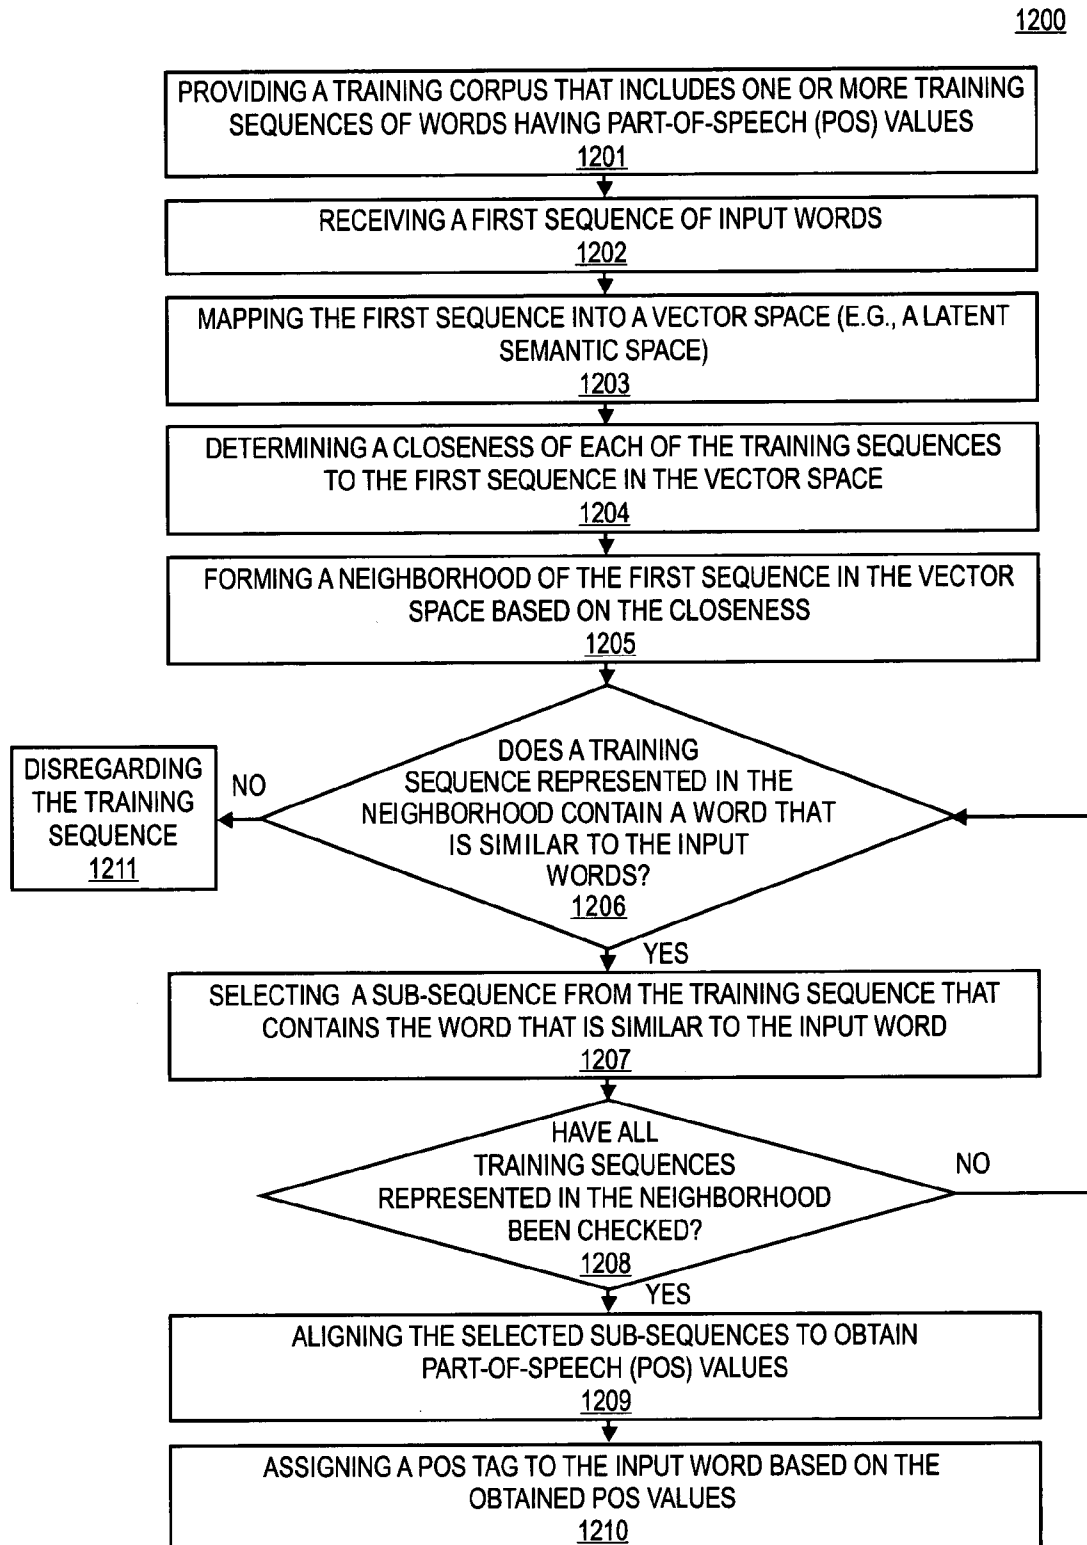 1200
PROVIDING A TRAINING CORPUS THAT INCLUDES ONE OR MORE TRAINING
SEQUENCES OF WORDS HAVING PART-OF-SPEECH (POS) VALUES
1201
RECEIVING A FIRST SEQUENCE OF INPUT WORDS
1202
MAPPING THE FIRST SEQUENCE INTO A VECTOR SPACE (E.G., A LATENT
SEMANTIC SPACE)
1203
DETERMINING A CLOSENESS OF EACH OF THE TRAINING SEQUENCES
TO THE FIRST SEQUENCE IN THE VECTOR SPACE
1204
FORMING A NEIGHBORHOOD OF THE FIRST SEQUENCE IN THE VECTOR
SPACE BASED ON THE CLOSENESS
1205
DOES A TRAINING
SEQUENCE REPRESENTED IN THE
NEIGHBORHOOD CONTAIN A WORD THAT
IS SIMILAR TO THE INPUT
WORDS?
1206
NO
DISREGARDING
THE TRAINING
SEQUENCE
1211
YES
SELECTING A SUB-SEQUENCE FROM THE TRAINING SEQUENCE THAT
CONTAINS THE WORD THAT IS SIMILAR TO THE INPUT WORD
1207
HAVE ALL
TRAINING SEQUENCES
REPRESENTED IN THE NEIGHBORHOOD
BEEN CHECKED?
1208
NO
YES
ALIGNING THE SELECTED SUB-SEQUENCES TO OBTAIN
PART-OF-SPEECH (POS) VALUES
1209
ASSIGNING A POS TAG TO THE INPUT WORD BASED ON THE
OBTAINED POS VALUES
1210